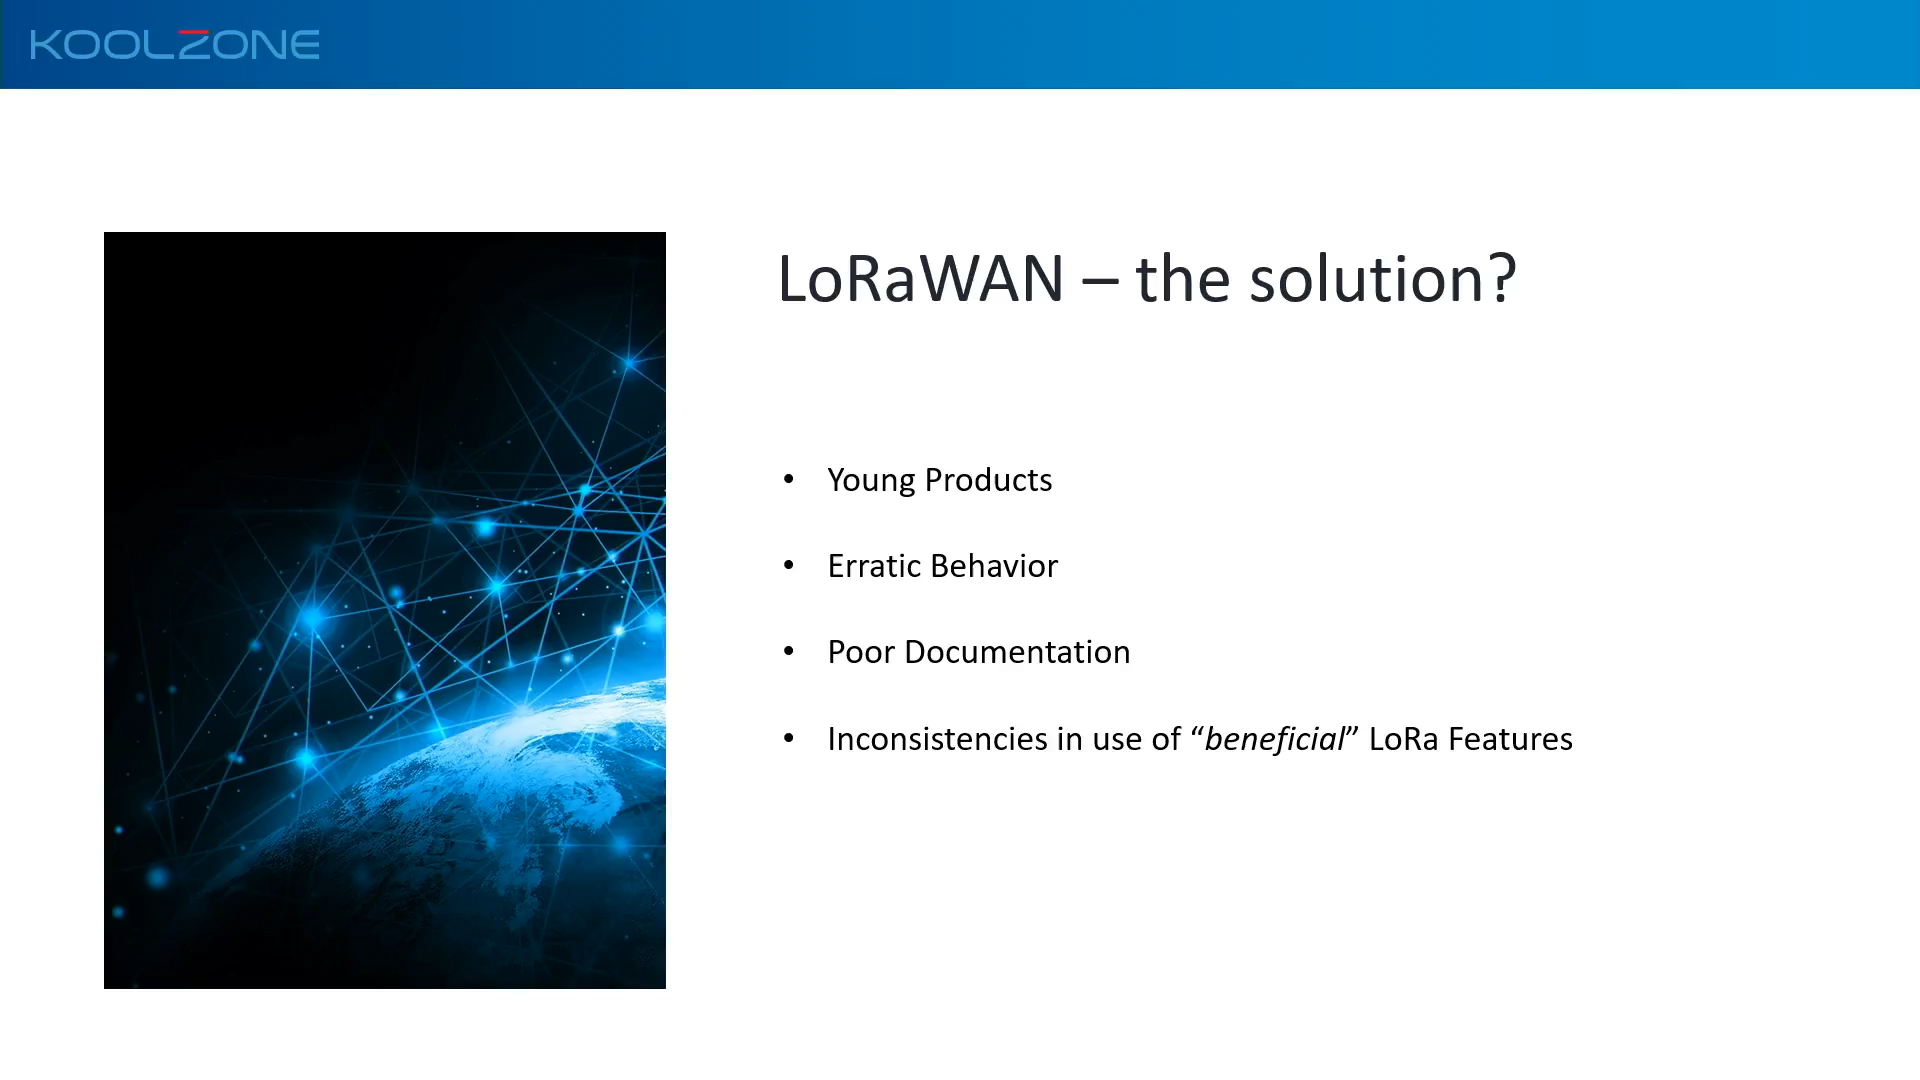 KOOLZONE
LoRaWAN – the solution?
• Young Products
• Erratic Behavior
• Poor Documentation
• Inconsistencies in use of “beneficial” LoRa Features